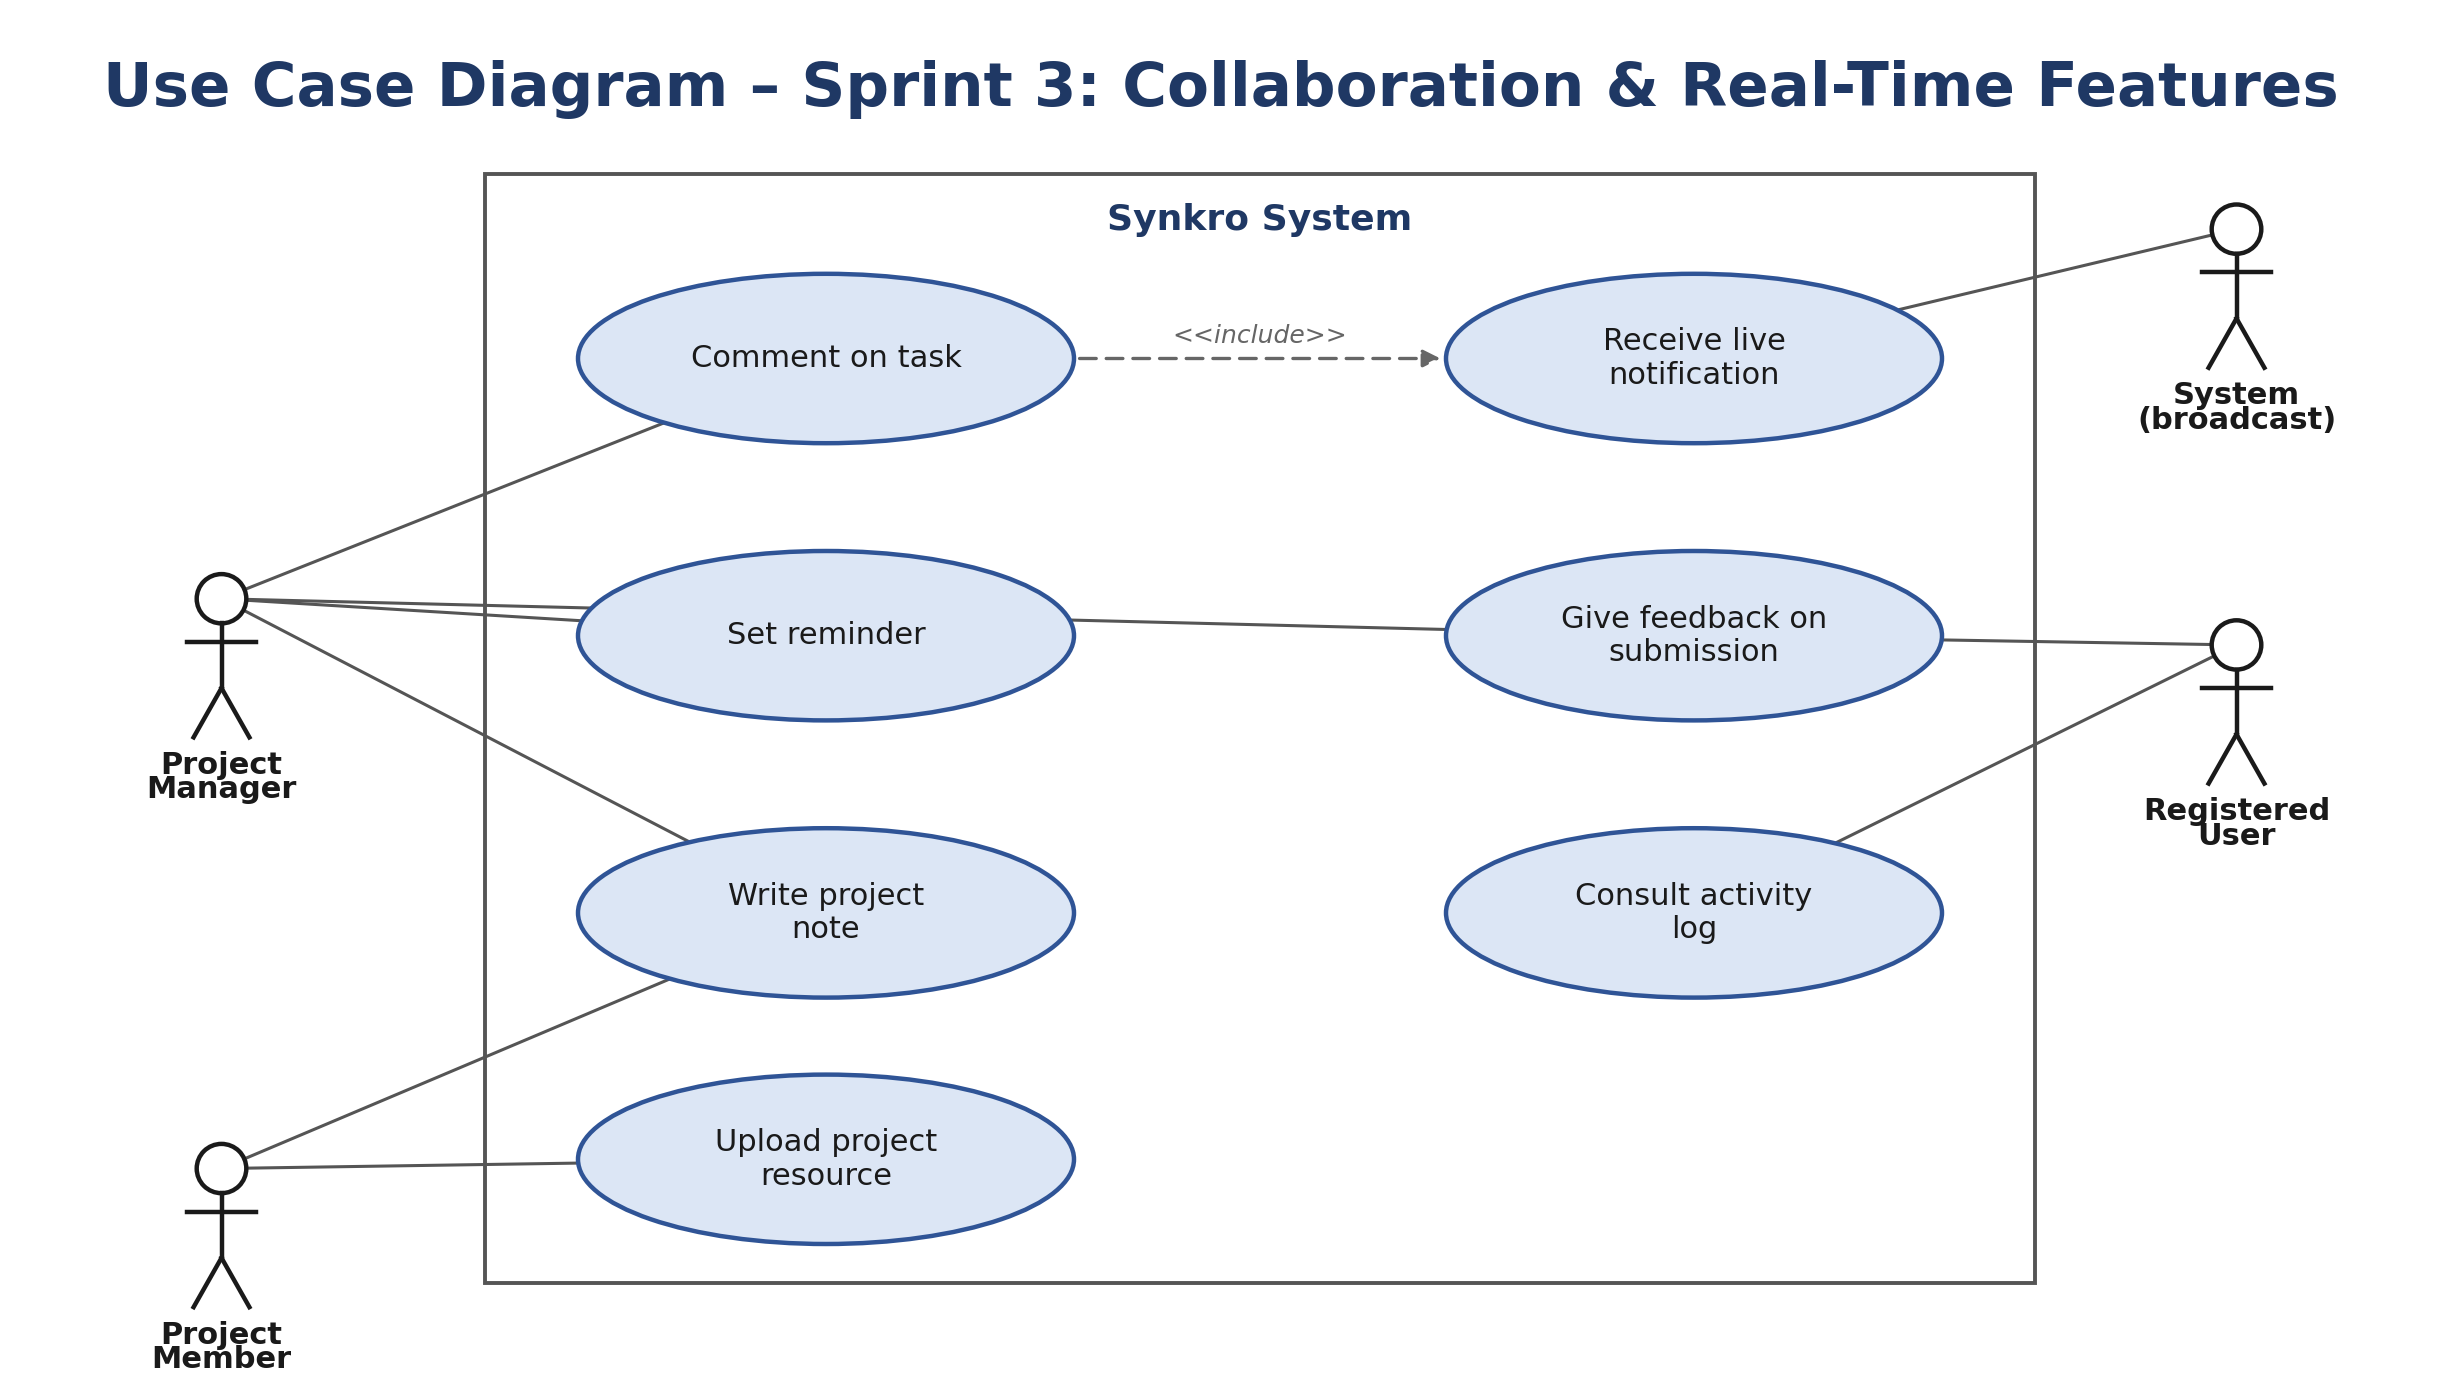 Use Case Diagram – Sprint 3: Collaboration & Real-Time Features
Synkro System
Comment on task
<<include>>
Receive live
notification
System
(broadcast)
Set reminder
Give feedback on
submission
Project
Manager
Registered
User
Write project
note
Consult activity
log
Upload project
resource
Project
Member